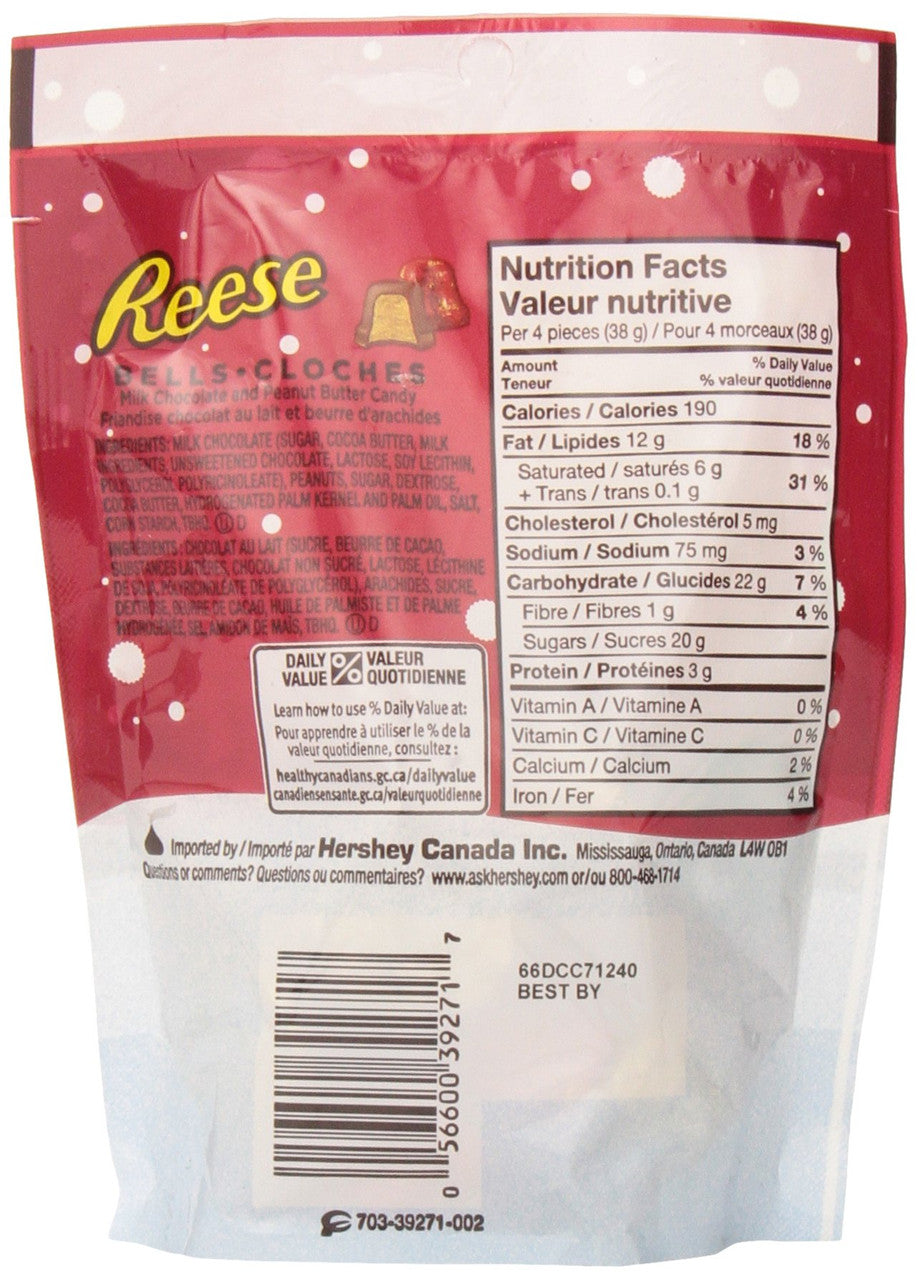 Reese
BELLS • CLOCHES
Milk Chocolate and Peanut Butter Candy
Friandise chocolat au lait et beurre d'arachides
INGREDIENTS: MILK CHOCOLATE (SUGAR, COCOA BUTTER, MILK
INGREDIENTS, UNSWEETENED CHOCOLATE, LACTOSE, SOY LECITHIN,
POLYGLYCEROL POLYRICINOLEATE), PEANUTS, SUGAR, DEXTROSE,
COCOA BUTTER, HYDROGENATED PALM KERNEL AND PALM OIL, SALT,
CORN STARCH, TBHQ. Ⓤ D
INGREDIENTS : CHOCOLAT AU LAIT (SUCRE, BEURRE DE CACAO,
SUBSTANCES LAITIÈRES, CHOCOLAT NON SUCRÉ, LACTOSE, LÉCITHINE
DE SOJA, POLYRICINOLÉATE DE POLYGLYCÉROL), ARACHIDES, SUCRE,
DEXTROSE, BEURRE DE CACAO, HUILE DE PALMISTE ET DE PALME
HYDROGÉNÉE, SEL, AMIDON DE MAÏS, TBHQ. Ⓤ D
DAILY VALUE % VALEUR QUOTIDIENNE
Learn how to use % Daily Value at:
Pour apprendre à utiliser le % de la
valeur quotidienne, consultez :
healthycanadians.gc.ca/dailyvalue
canadiensensante.gc.ca/valeurquotidienne
Nutrition Facts
Valeur nutritive
Per 4 pieces (38 g) / Pour 4 morceaux (38 g)
Amount % Daily Value
Teneur % valeur quotidienne
Calories / Calories 190
Fat / Lipides 12 g 18 %
Saturated / saturés 6 g
+ Trans / trans 0.1 g 31 %
Cholesterol / Cholestérol 5 mg
Sodium / Sodium 75 mg 3 %
Carbohydrate / Glucides 22 g 7 %
Fibre / Fibres 1 g 4 %
Sugars / Sucres 20 g
Protein / Protéines 3 g
Vitamin A / Vitamine A 0 %
Vitamin C / Vitamine C 0 %
Calcium / Calcium 2 %
Iron / Fer 4 %
Imported by / Importé par Hershey Canada Inc. Mississauga, Ontario, Canada L4W 0B1
Questions or comments? Questions ou commentaires? www.askhershey.com or/ou 800-468-1714
66DCC71240
BEST BY
0 56600 39271 7
703-39271-002